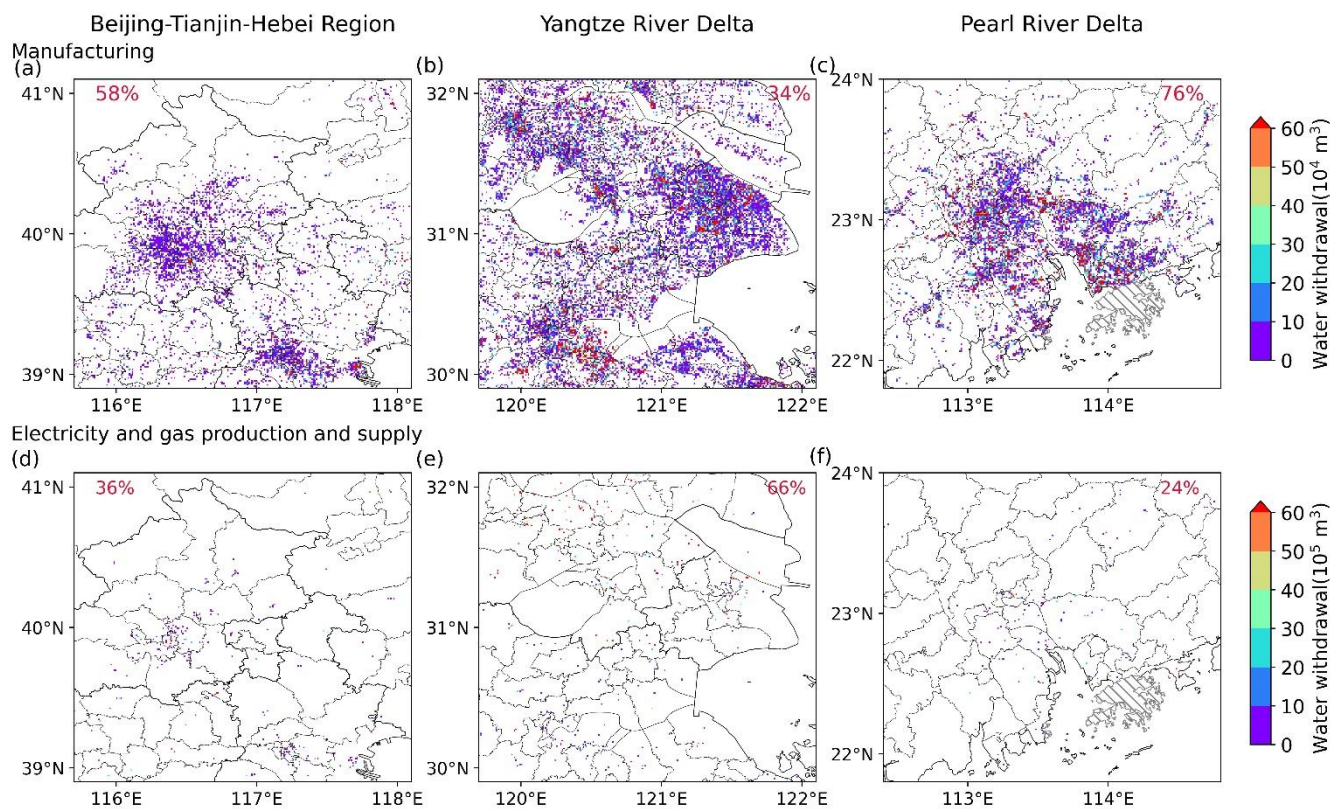 Beijing-Tianjin-Hebei Region Yangtze River Delta Pearl River Delta
Manufacturing
(a) (b) (c)
58% 34% 76%
41°N 32°N 24°N
40°N 31°N 23°N
39°N 30°N 22°N
116°E 117°E 118°E 120°E 121°E 122°E 113°E 114°E
60
50
40
30
20
10
0
Water withdrawal(10⁴ m³)
Electricity and gas production and supply
(d) (e) (f)
36% 66% 24%
41°N 32°N 24°N
40°N 31°N 23°N
39°N 30°N 22°N
116°E 117°E 118°E 120°E 121°E 122°E 113°E 114°E
60
50
40
30
20
10
0
Water withdrawal(10⁵ m³)